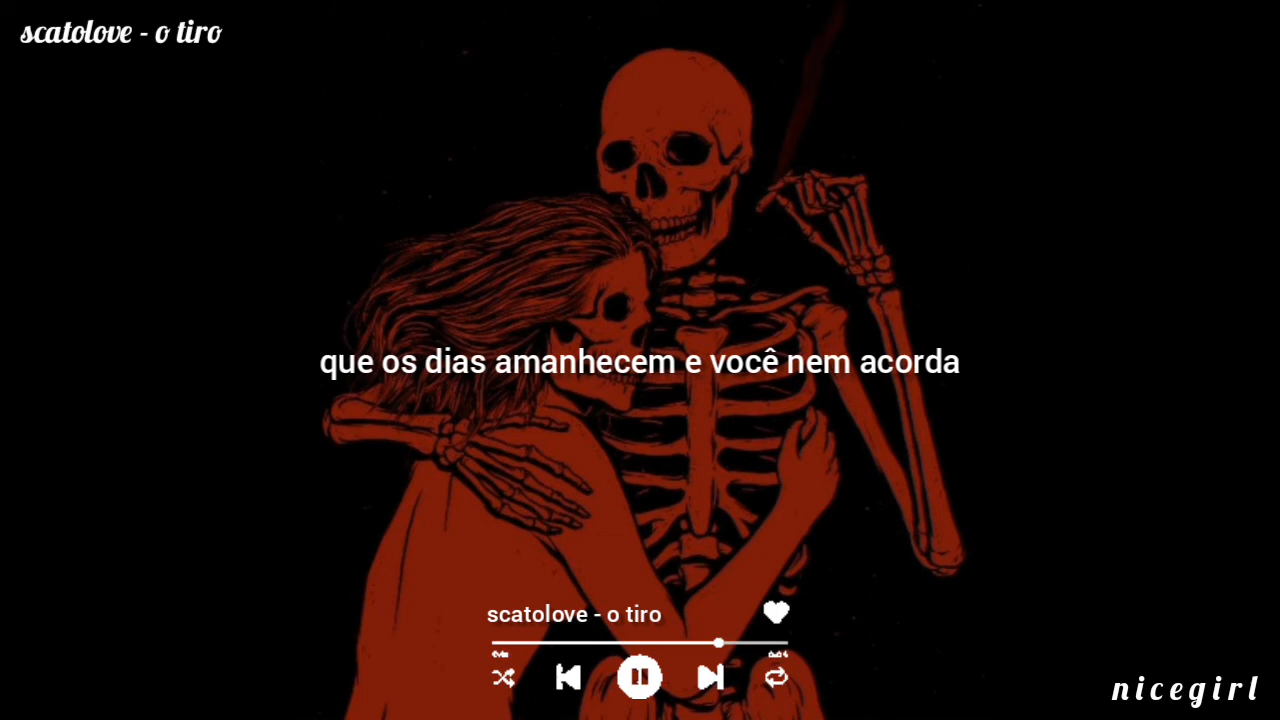 scatolove - o tiro
que os dias amanhecem e você nem acorda
scatolove - o tiro
nicegirl